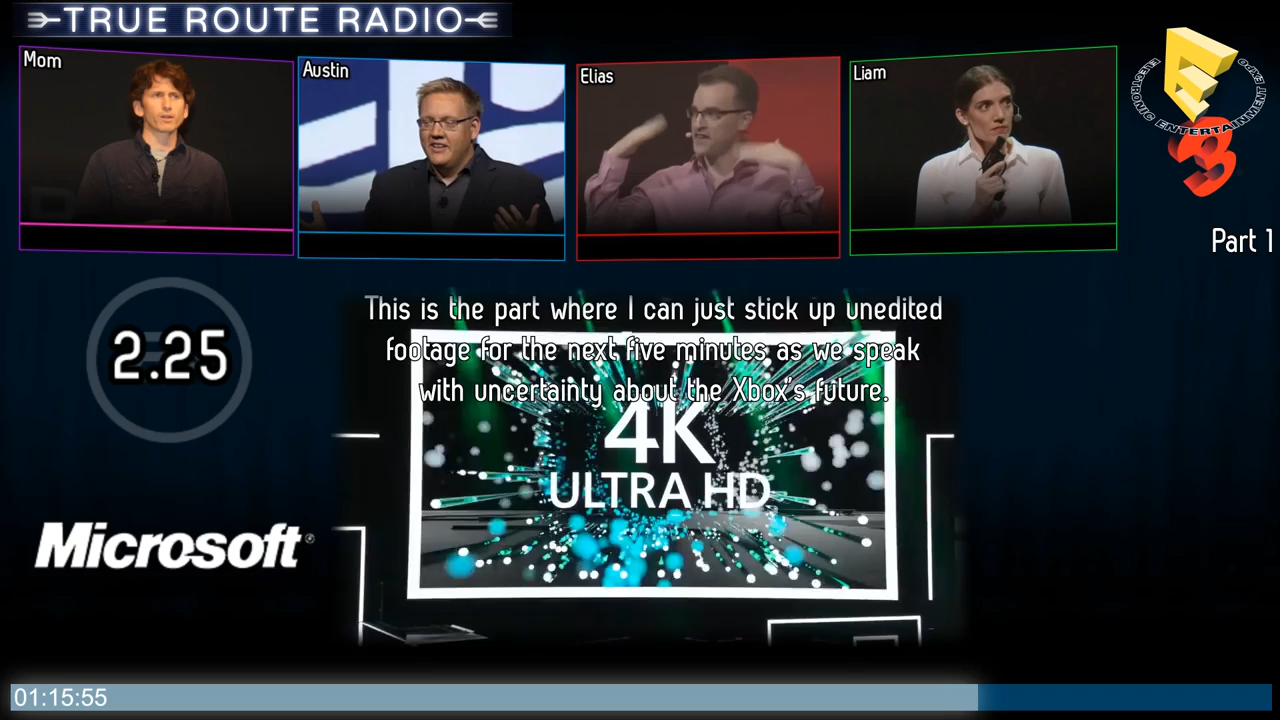 TRUE ROUTE RADIO
Mom
Austin
Elias
Liam
E3
ELECTRONIC ENTERTAINMENT EXPO
Part 1
2.25
This is the part where I can just stick up unedited
footage for the next five minutes as we speak
with uncertainty about the Xbox's future.
4K
ULTRA HD
Microsoft®
01:15:55